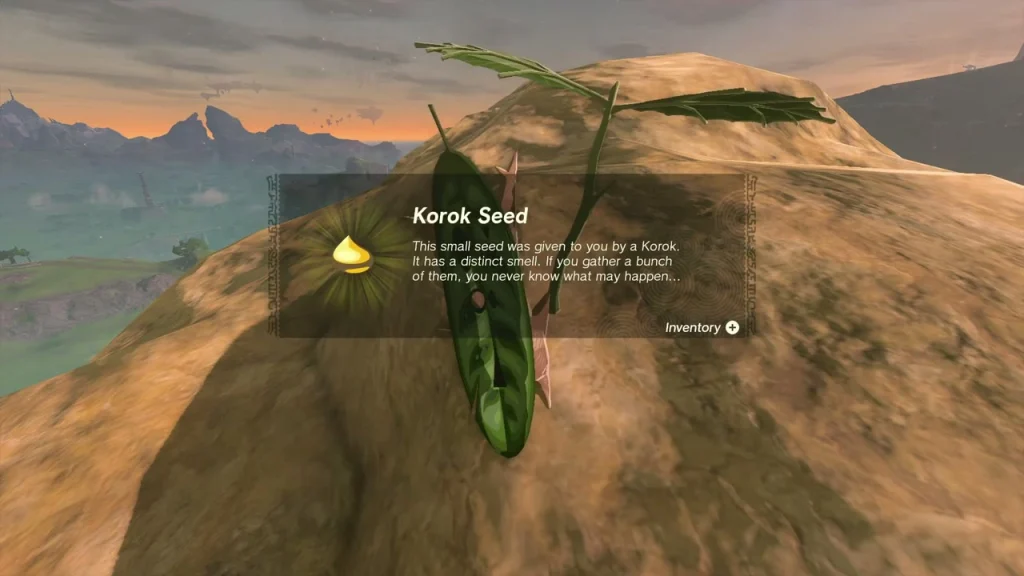 Korok Seed
This small seed was given to you by a Korok.
It has a distinct smell. If you gather a bunch
of them, you never know what may happen...
Inventory